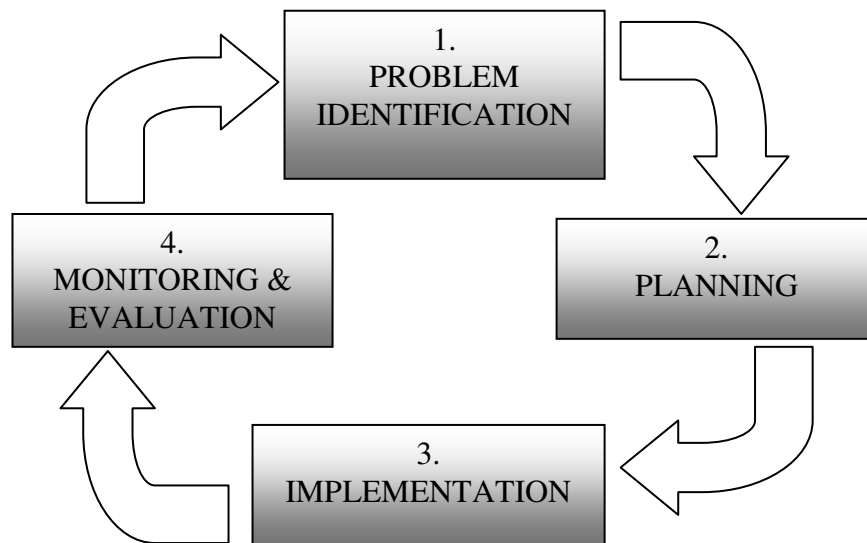 1.
PROBLEM
IDENTIFICATION
2.
PLANNING
3.
IMPLEMENTATION
4.
MONITORING &
EVALUATION